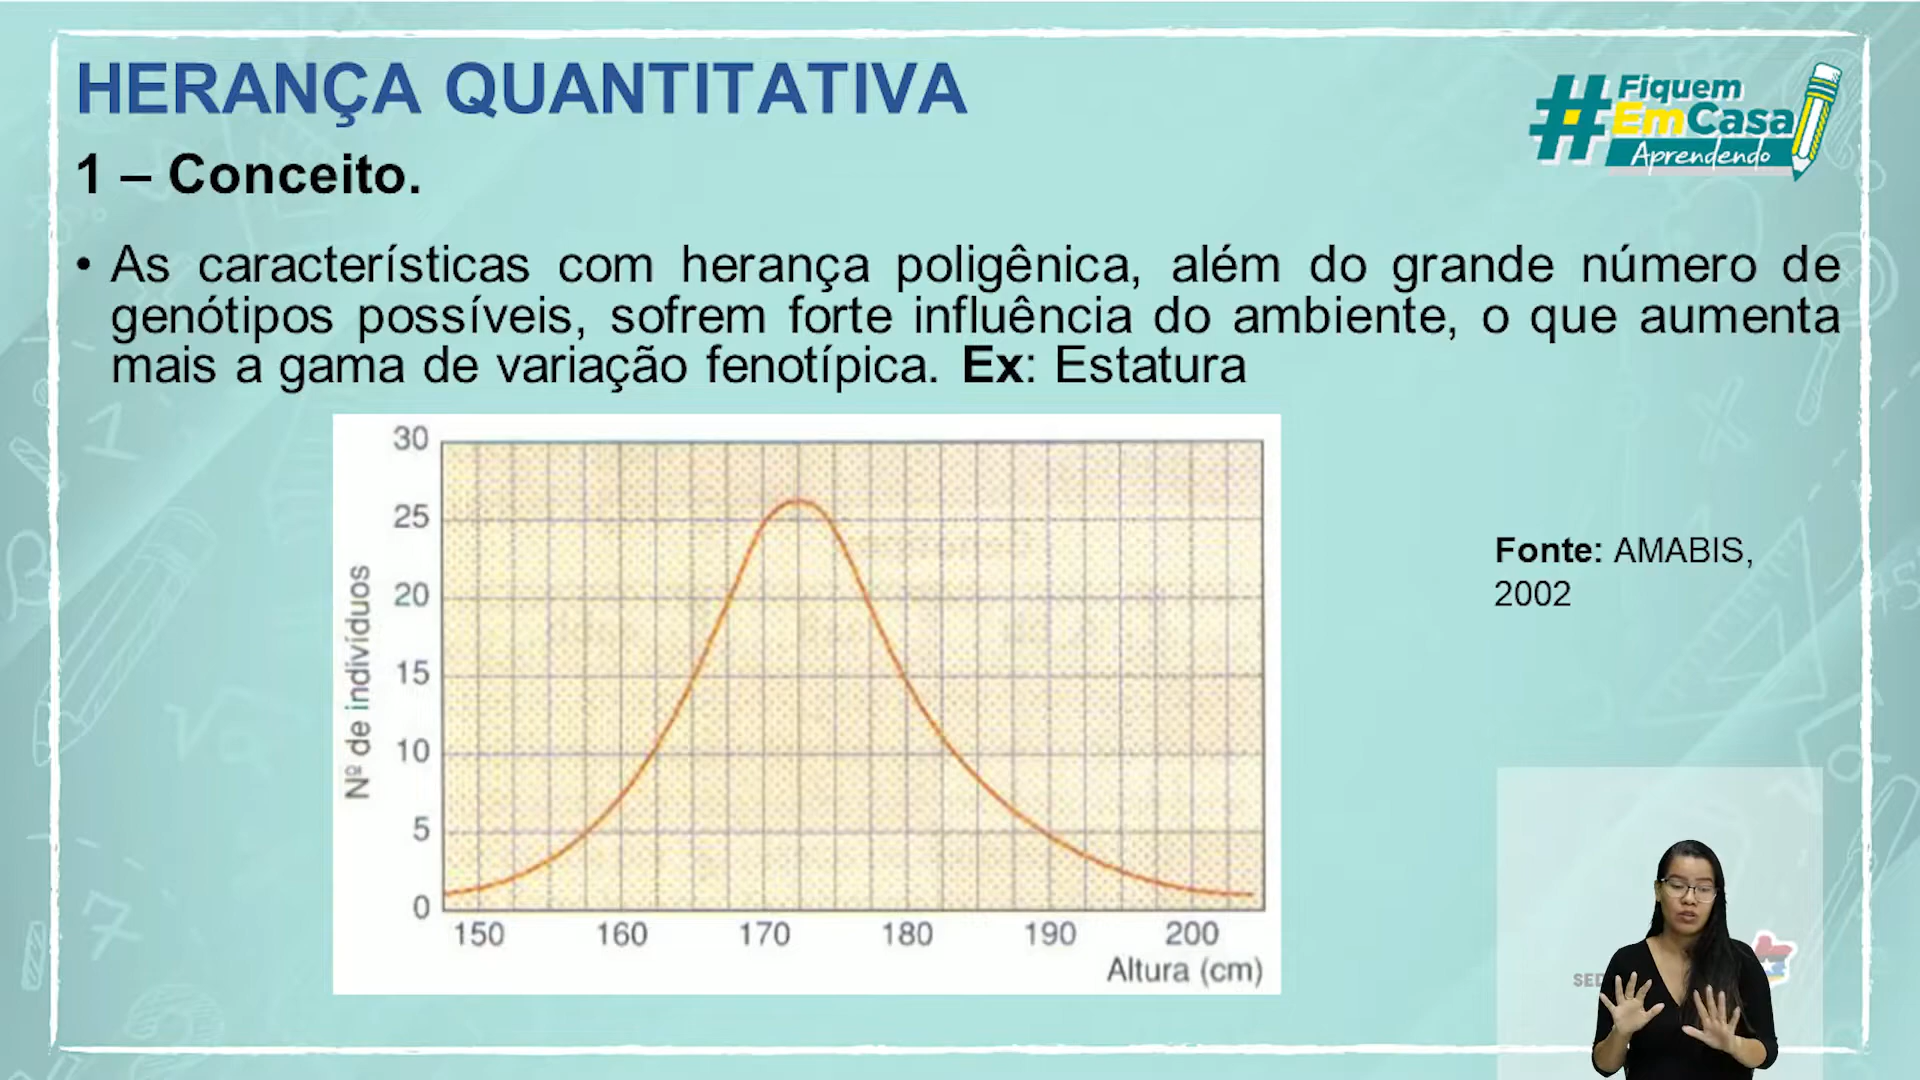 HERANÇA QUANTITATIVA
#Fiquem
EmCasa
Aprendendo
1 – Conceito.
• As características com herança poligênica, além do grande número de
genótipos possíveis, sofrem forte influência do ambiente, o que aumenta
mais a gama de variação fenotípica. Ex: Estatura
30
25
20
15
10
5
0
Nº de indivíduos
150 160 170 180 190 200
Altura (cm)
Fonte: AMABIS,
2002